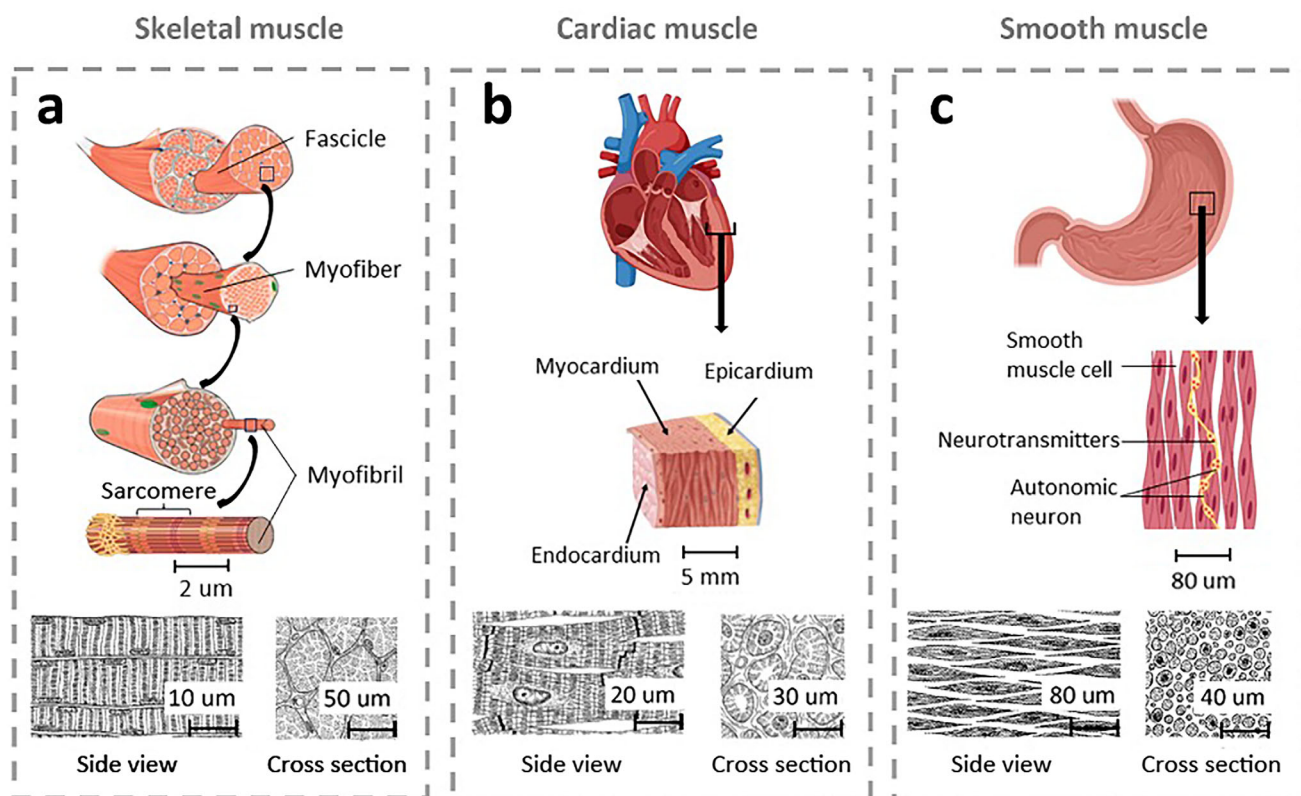 Skeletal muscle
Cardiac muscle
Smooth muscle
a
Fascicle
Myofiber
Myofibril
Sarcomere
2 um
10 um
50 um
Side view
Cross section
b
Myocardium
Epicardium
Endocardium
5 mm
20 um
30 um
Side view
Cross section
c
Smooth
muscle cell
Neurotransmitters
Autonomic
neuron
80 um
80 um
40 um
Side view
Cross section